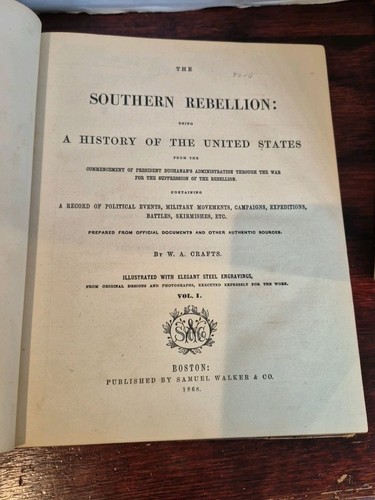 THE
SOUTHERN REBELLION:
BEING
A HISTORY OF THE UNITED STATES
FROM THE
COMMENCEMENT OF PRESIDENT BUCHANAN'S ADMINISTRATION THROUGH THE WAR
FOR THE SUPPRESSION OF THE REBELLION.
CONTAINING
A RECORD OF POLITICAL EVENTS, MILITARY MOVEMENTS, CAMPAIGNS, EXPEDITIONS,
BATTLES, SKIRMISHES, ETC.
PREPARED FROM OFFICIAL DOCUMENTS AND OTHER AUTHENTIC SOURCES.
BY W. A. CRAFTS.
ILLUSTRATED WITH ELEGANT STEEL ENGRAVINGS,
FROM ORIGINAL DESIGNS AND PHOTOGRAPHS, EXECUTED EXPRESSLY FOR THE WORK.
VOL. I.
BOSTON:
PUBLISHED BY SAMUEL WALKER & CO.
1868.